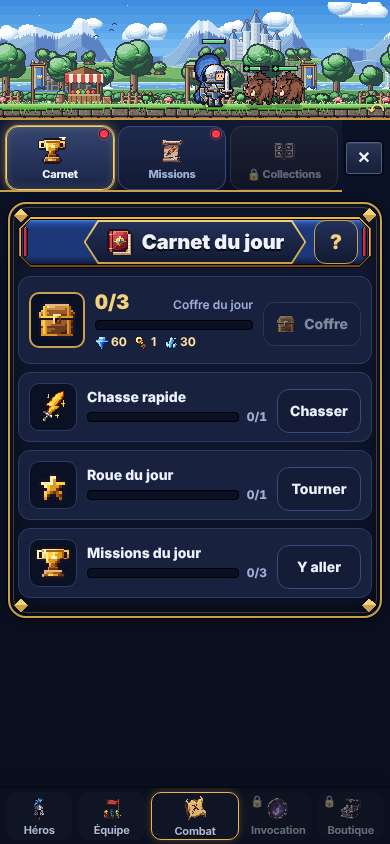 Carnet
Missions
Collections
×
Carnet du jour
?
0/3
Coffre du jour
60 1 30
Coffre
Chasse rapide
0/1
Chasser
Roue du jour
0/1
Tourner
Missions du jour
0/3
Y aller
Héros
Équipe
Combat
Invocation
Boutique